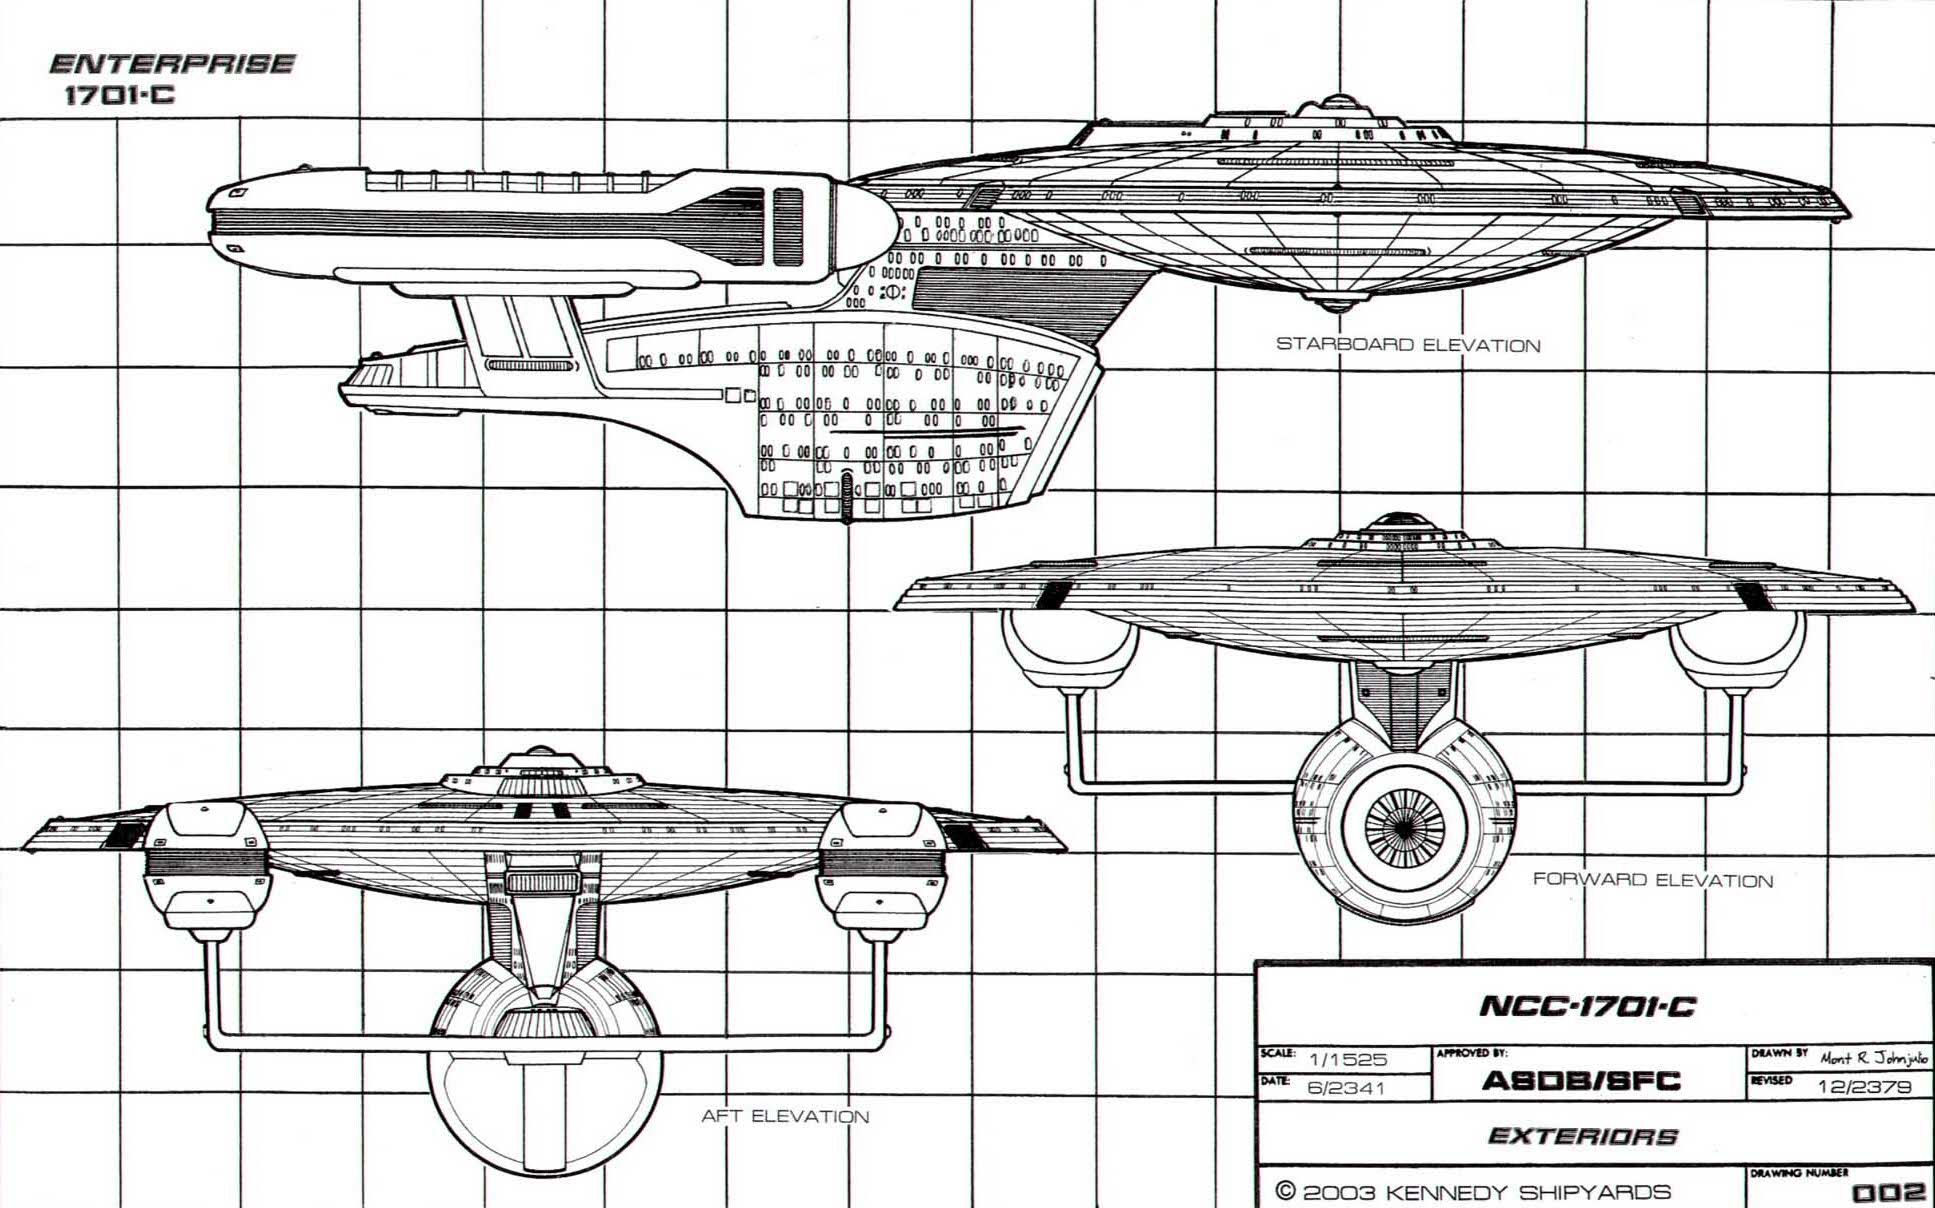 ENTERPRISE
1701-C
STARBOARD ELEVATION
FORWARD ELEVATION
AFT ELEVATION
NCC-1701-C
SCALE: 1/1525
DATE: 6/2341
APPROVED BY:
ASDB/SFC
DRAWN BY Mont R. Johnjulio
REVISED 12/2379
EXTERIORS
© 2003 KENNEDY SHIPYARDS
DRAWING NUMBER
002